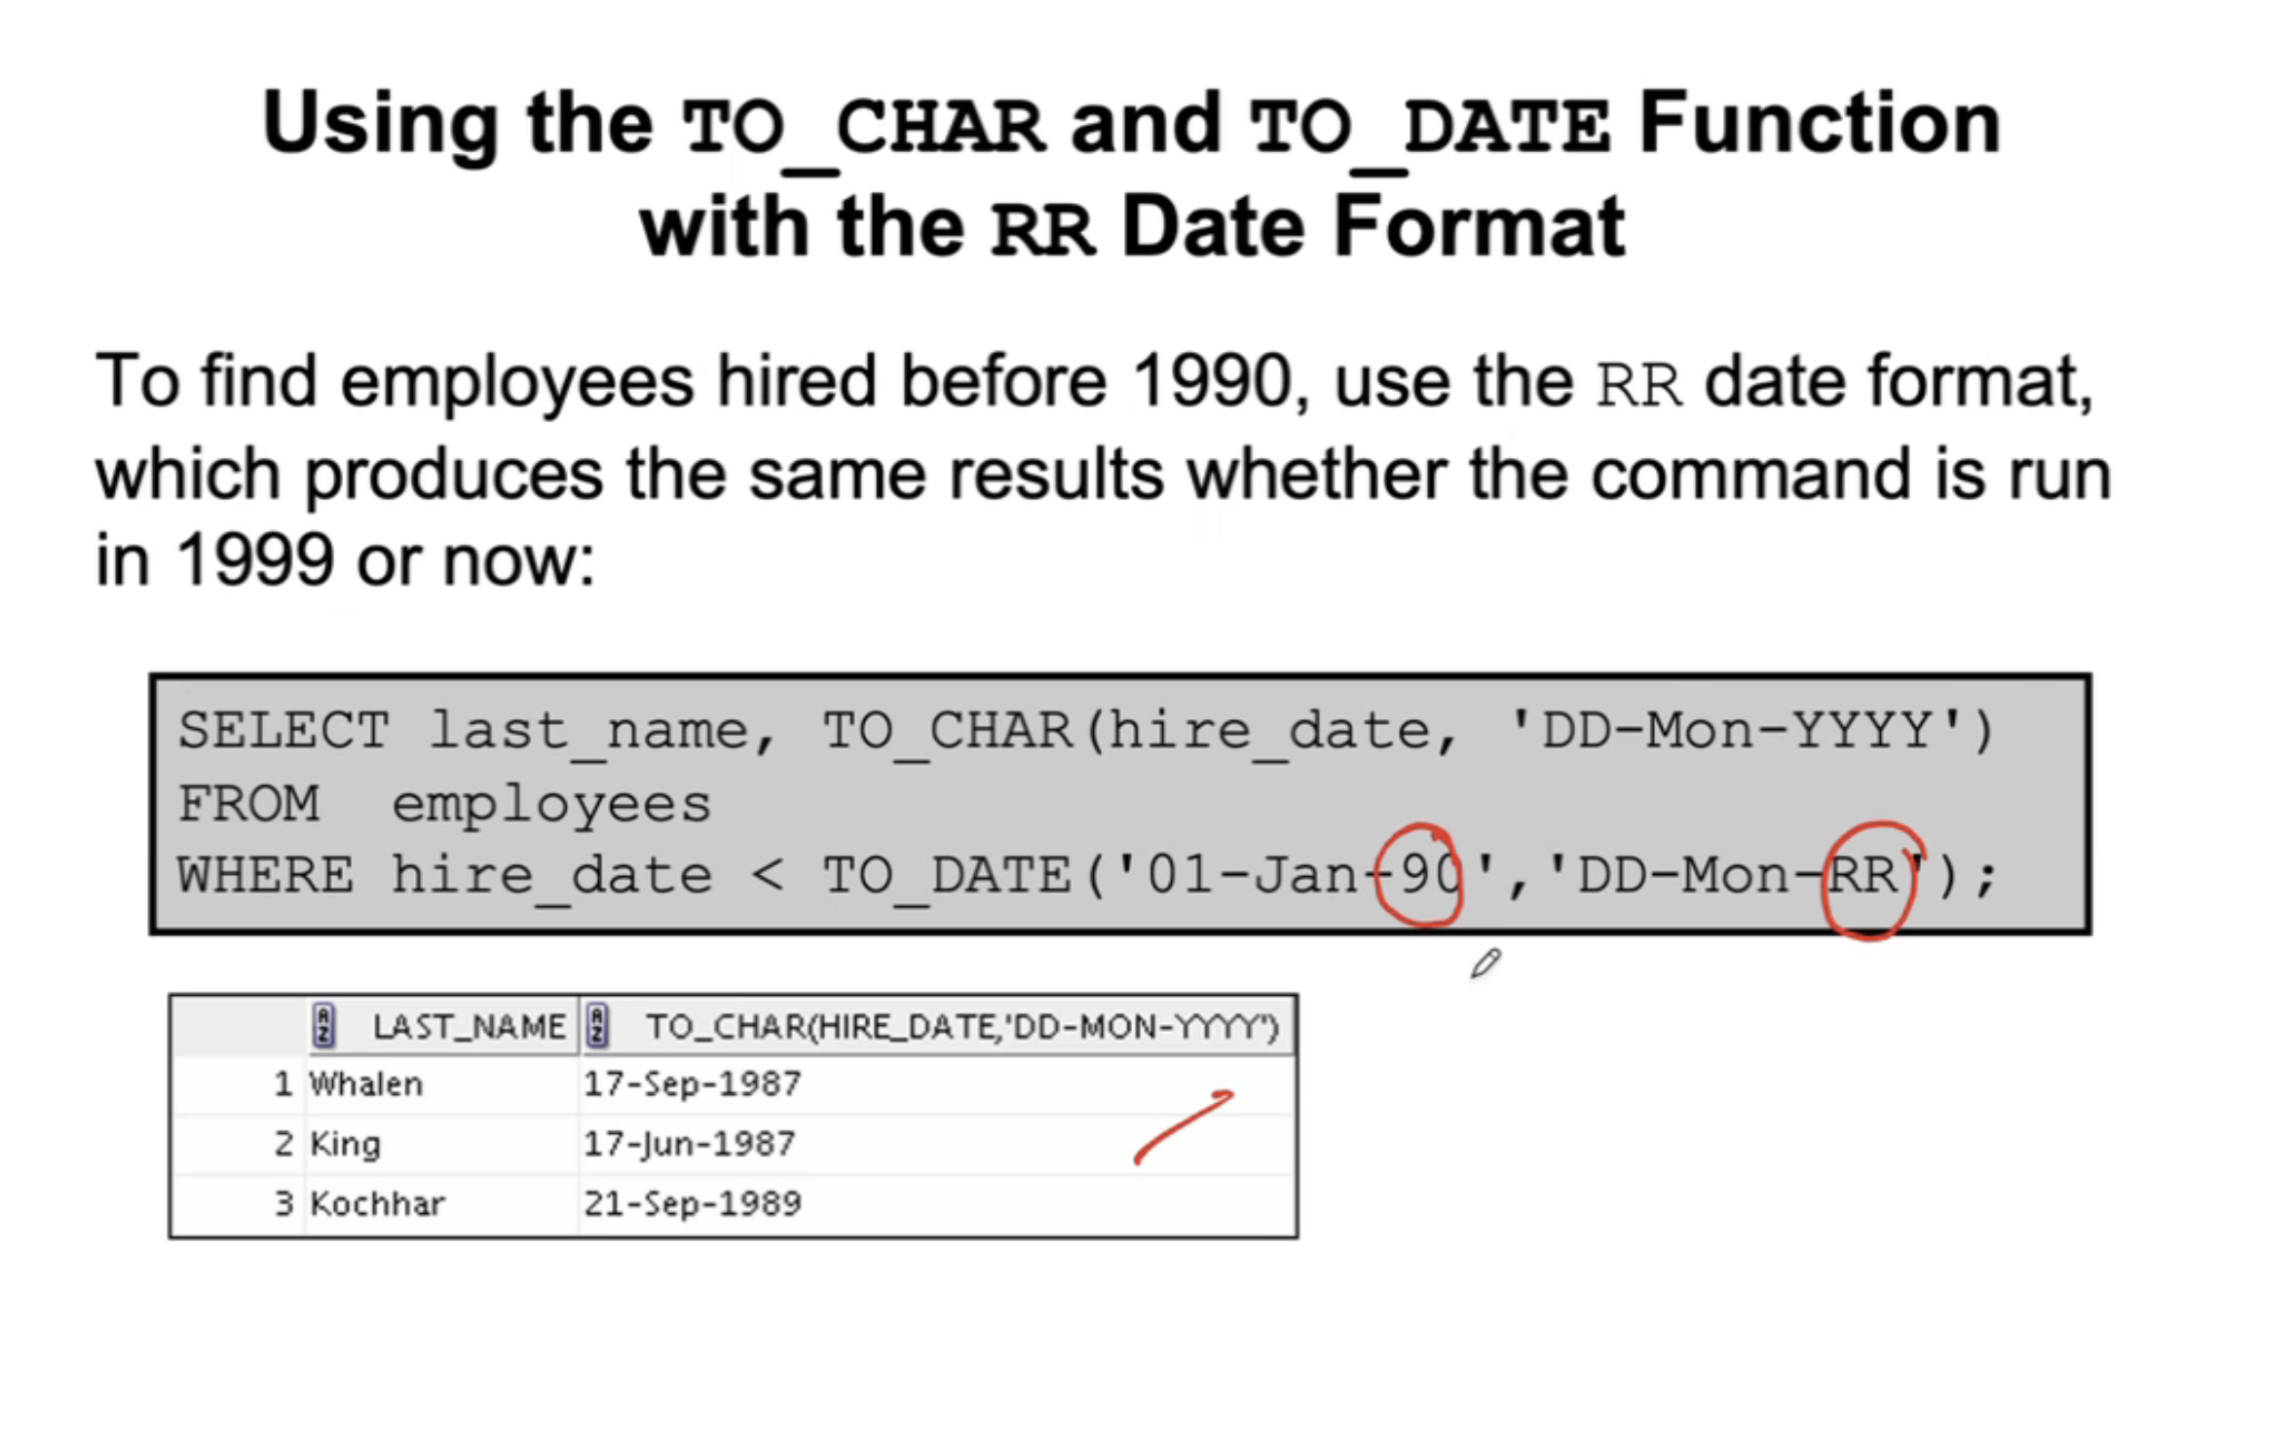 Using the TO_CHAR and TO_DATE Function
with the RR Date Format
To find employees hired before 1990, use the RR date format,
which produces the same results whether the command is run
in 1999 or now:
SELECT last_name, TO_CHAR(hire_date, 'DD-Mon-YYYY')
FROM employees
WHERE hire_date < TO_DATE('01-Jan-90','DD-Mon-RR');
LAST_NAME TO_CHAR(HIRE_DATE,'DD-MON-YYYY')
1 Whalen 17-Sep-1987
2 King 17-Jun-1987
3 Kochhar 21-Sep-1989